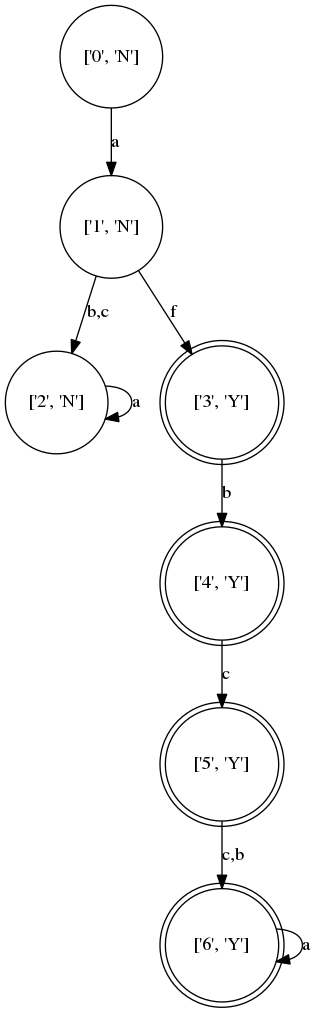 ['0', 'N']
a
['1', 'N']
b,c
f
['2', 'N']
a
['3', 'Y']
b
['4', 'Y']
c
['5', 'Y']
c,b
['6', 'Y']
a